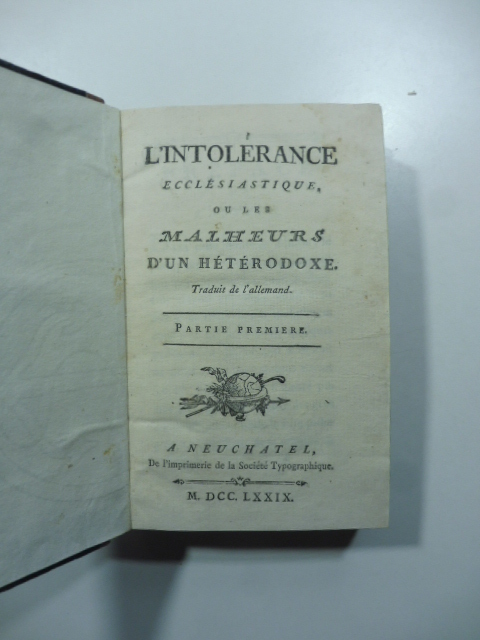 L'INTOLÉRANCE
ECCLÉSIASTIQUE,
OU LES
MALHEURS
D'UN HÉTÉRODOXE.
Traduit de l'allemand.
PARTIE PREMIERE.
A NEUCHATEL,
De l'imprimerie de la Société Typographique.
M. DCC. LXXIX.